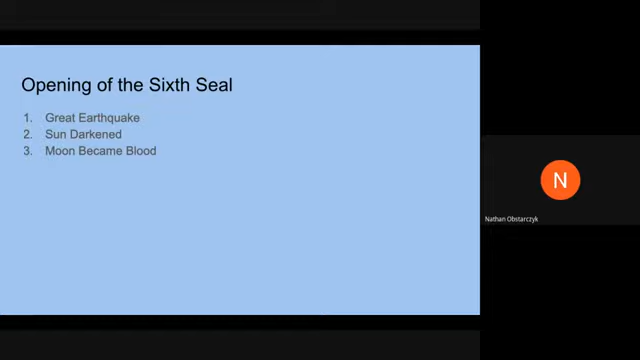 Opening of the Sixth Seal
1. Great Earthquake
2. Sun Darkened
3. Moon Became Blood
N
Nathan Obstarczyk